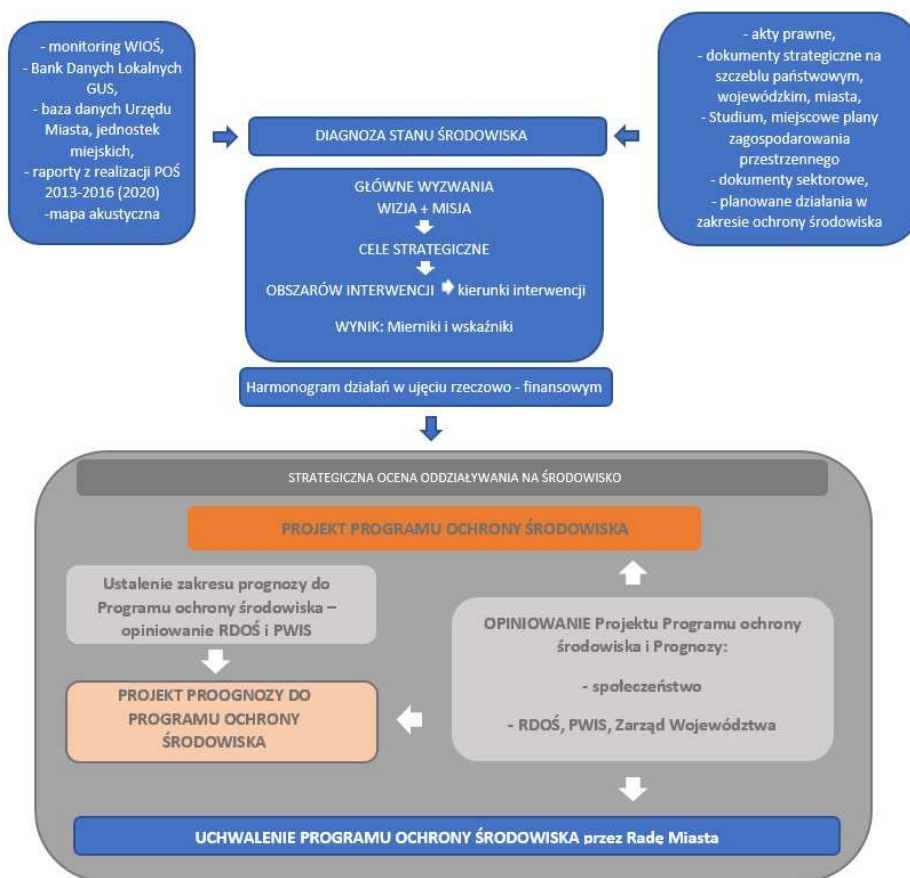 - monitoring WIOŚ,
- Bank Danych Lokalnych
GUS,
- baza danych Urzędu
Miasta, jednostek
miejskich,
- raporty z realizacji POŚ
2013-2016 (2020)
-mapa akustyczna
- akty prawne,
- dokumenty strategiczne na
szczeblu państwowym,
wojewódzkim, miasta,
- Studium, miejscowe plany
zagospodarowania
przestrzennego
- dokumenty sektorowe,
- planowane działania w
zakresie ochrony środowiska
DIAGNOZA STANU ŚRODOWISKA
GŁÓWNE WYZWANIA
WIZJA + MISJA
CELE STRATEGICZNE
OBSZARÓW INTERWENCJI kierunki interwencji
WYNIK: Mierniki i wskaźniki
Harmonogram działań w ujęciu rzeczowo - finansowym
STRATEGICZNA OCENA ODDZIAŁYWANIA NA ŚRODOWISKO
PROJEKT PROGRAMU OCHRONY ŚRODOWISKA
Ustalenie zakresu prognozy do
Programu ochrony środowiska –
opiniowanie RDOŚ i PWIS
OPINIOWANIE Projektu Programu ochrony
środowiska i Prognozy:
- społeczeństwo
- RDOŚ, PWIS, Zarząd Województwa
PROJEKT PROOGNOZY DO
PROGRAMU OCHRONY
ŚRODOWISKA
UCHWALENIE PROGRAMU OCHRONY ŚRODOWISKA przez Radę Miasta